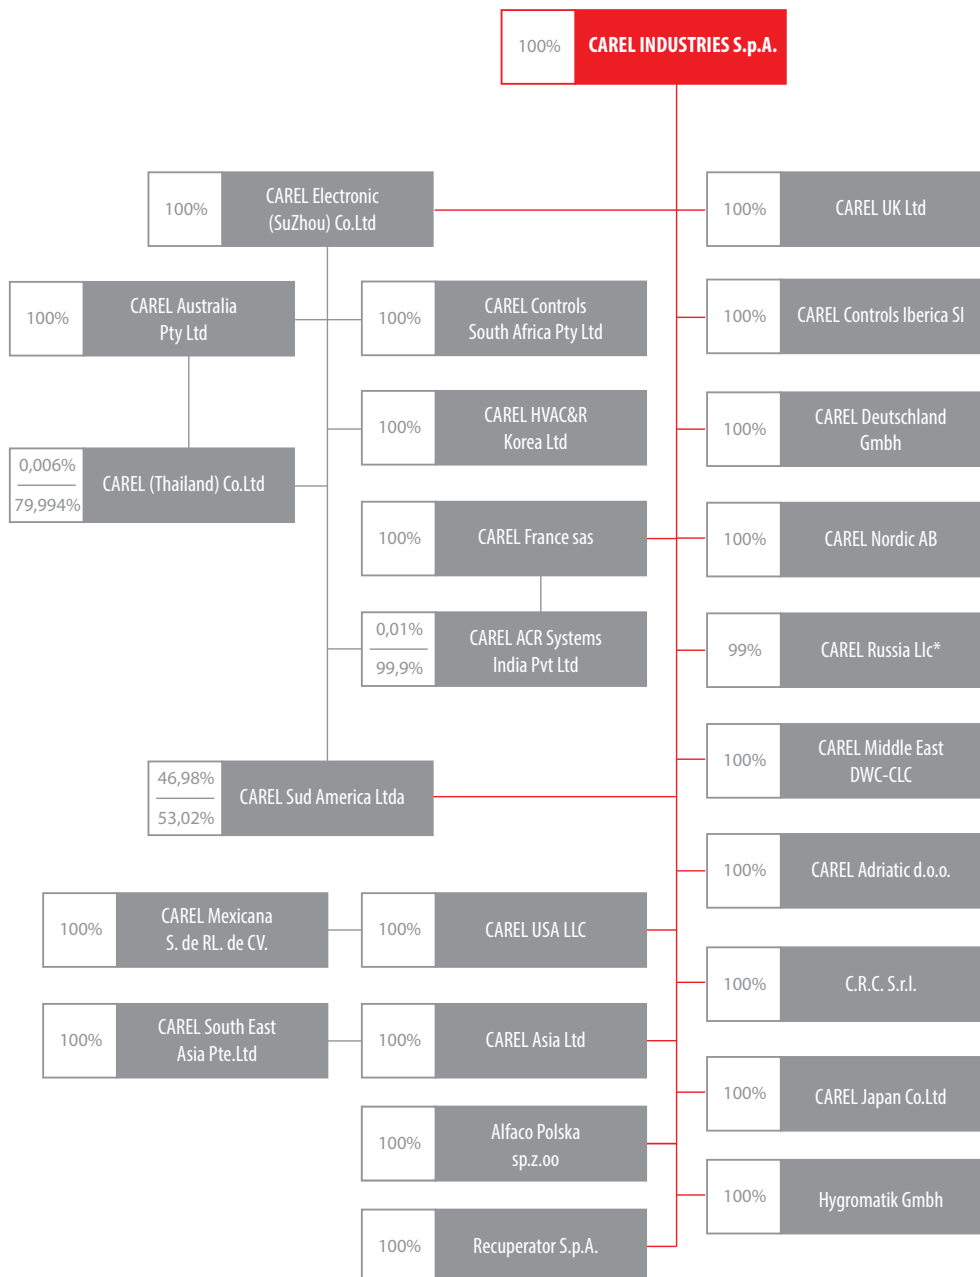 100%
CAREL INDUSTRIES S.p.A.
100%
CAREL Electronic
(SuZhou) Co.Ltd
100%
CAREL UK Ltd
100%
CAREL Australia
Pty Ltd
100%
CAREL Controls
South Africa Pty Ltd
100%
CAREL Controls Iberica Sl
100%
CAREL HVAC&R
Korea Ltd
100%
CAREL Deutschland
Gmbh
0,006%
79,994%
CAREL (Thailand) Co.Ltd
100%
CAREL France sas
100%
CAREL Nordic AB
0,01%
99,9%
CAREL ACR Systems
India Pvt Ltd
99%
CAREL Russia Llc*
100%
CAREL Middle East
DWC-CLC
46,98%
53,02%
CAREL Sud America Ltda
100%
CAREL Adriatic d.o.o.
100%
CAREL Mexicana
S. de RL. de CV.
100%
CAREL USA LLC
100%
C.R.C. S.r.l.
100%
CAREL South East
Asia Pte.Ltd
100%
CAREL Asia Ltd
100%
CAREL Japan Co.Ltd
100%
Alfaco Polska
sp.z.oo
100%
Hygromatik Gmbh
100%
Recuperator S.p.A.